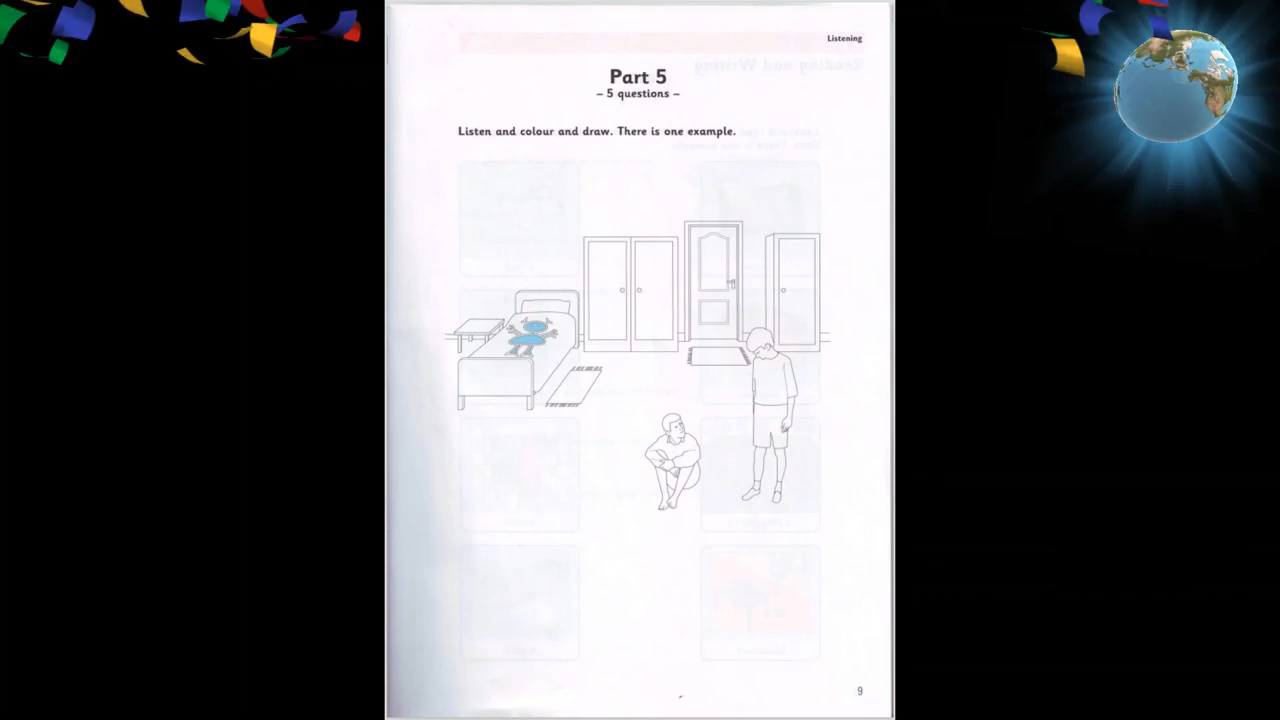 Listening
Part 5
– 5 questions –
Listen and colour and draw. There is one example.
9